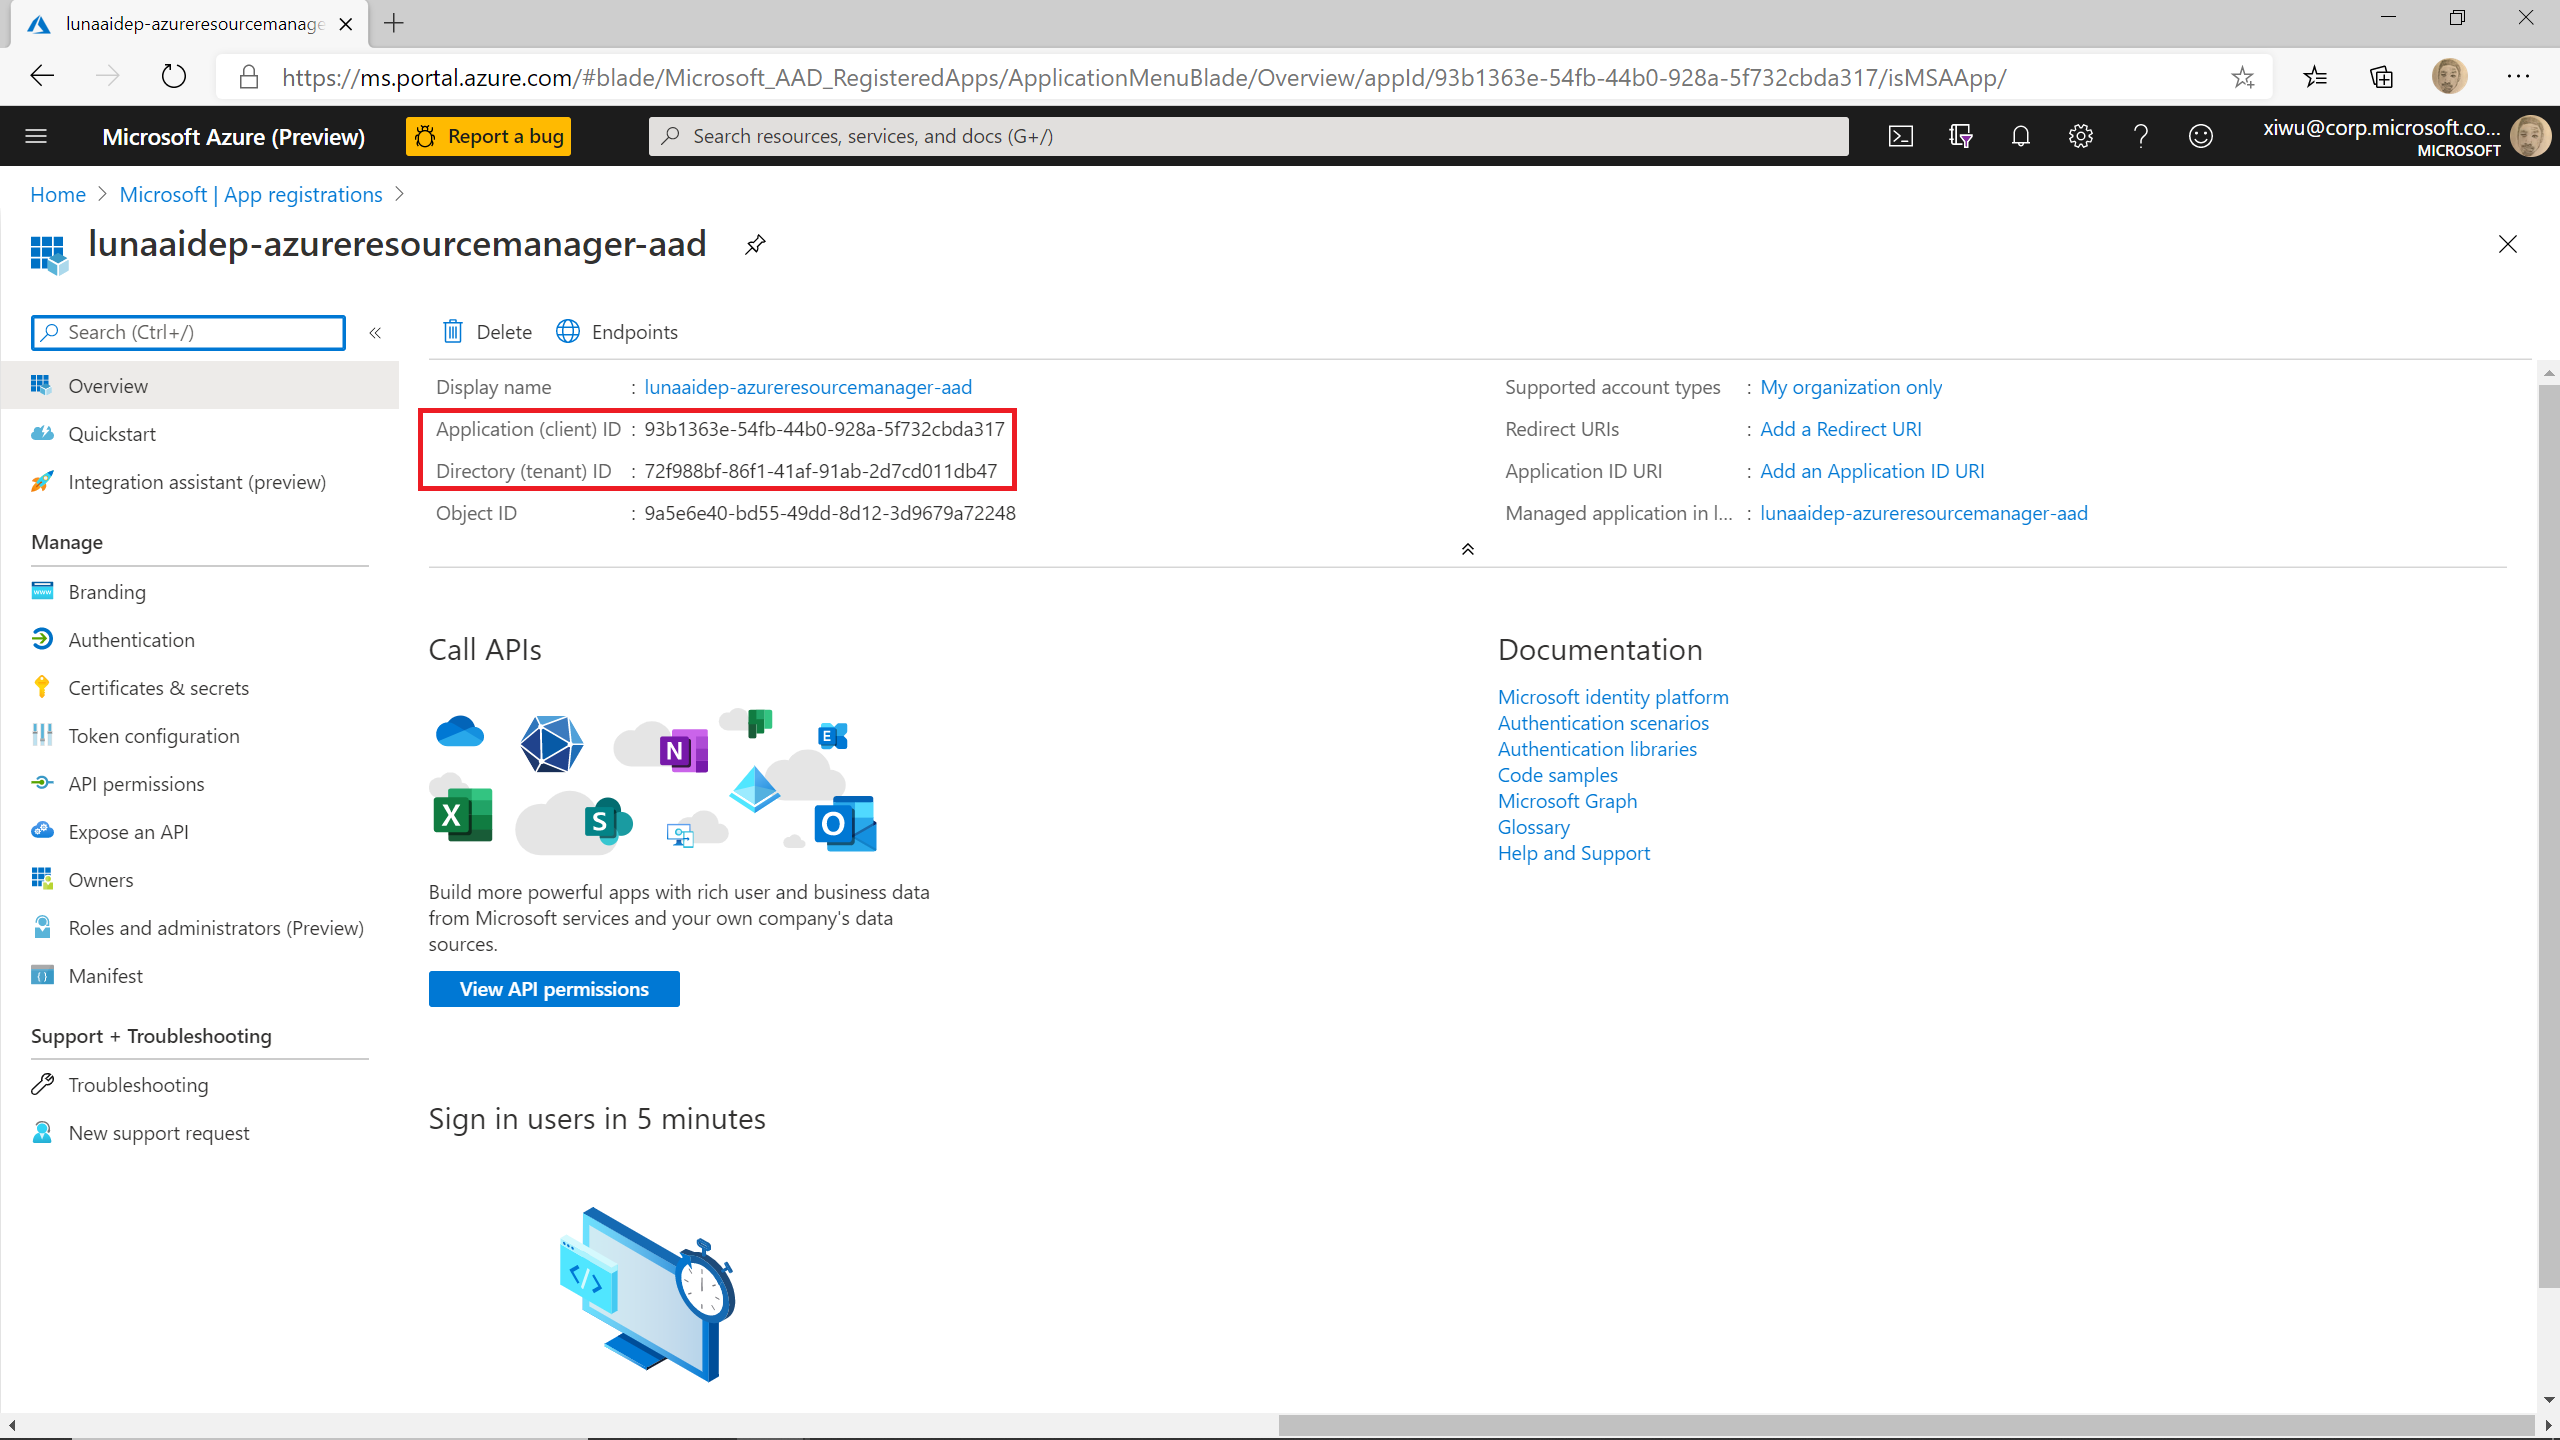 lunaaidep-azureresourcemanage
https://ms.portal.azure.com/#blade/Microsoft_AAD_RegisteredApps/ApplicationMenuBlade/Overview/appId/93b1363e-54fb-44b0-928a-5f732cbda317/isMSAApp/
Microsoft Azure (Preview)
Report a bug
Search resources, services, and docs (G+/)
xiwu@corp.microsoft.co...
MICROSOFT
Home > Microsoft | App registrations >
lunaaidep-azureresourcemanager-aad
Search (Ctrl+/)
«
Overview
Quickstart
Integration assistant (preview)
Manage
Branding
Authentication
Certificates & secrets
Token configuration
API permissions
Expose an API
Owners
Roles and administrators (Preview)
Manifest
Support + Troubleshooting
Troubleshooting
New support request
Delete
Endpoints
Display name : lunaaidep-azureresourcemanager-aad
Application (client) ID : 93b1363e-54fb-44b0-928a-5f732cbda317
Directory (tenant) ID : 72f988bf-86f1-41af-91ab-2d7cd011db47
Object ID : 9a5e6e40-bd55-49dd-8d12-3d9679a72248
Supported account types : My organization only
Redirect URIs : Add a Redirect URI
Application ID URI : Add an Application ID URI
Managed application in l... : lunaaidep-azureresourcemanager-aad
Call APIs
N
E
X
S
O
Build more powerful apps with rich user and business data
from Microsoft services and your own company's data
sources.
View API permissions
Documentation
Microsoft identity platform
Authentication scenarios
Authentication libraries
Code samples
Microsoft Graph
Glossary
Help and Support
Sign in users in 5 minutes